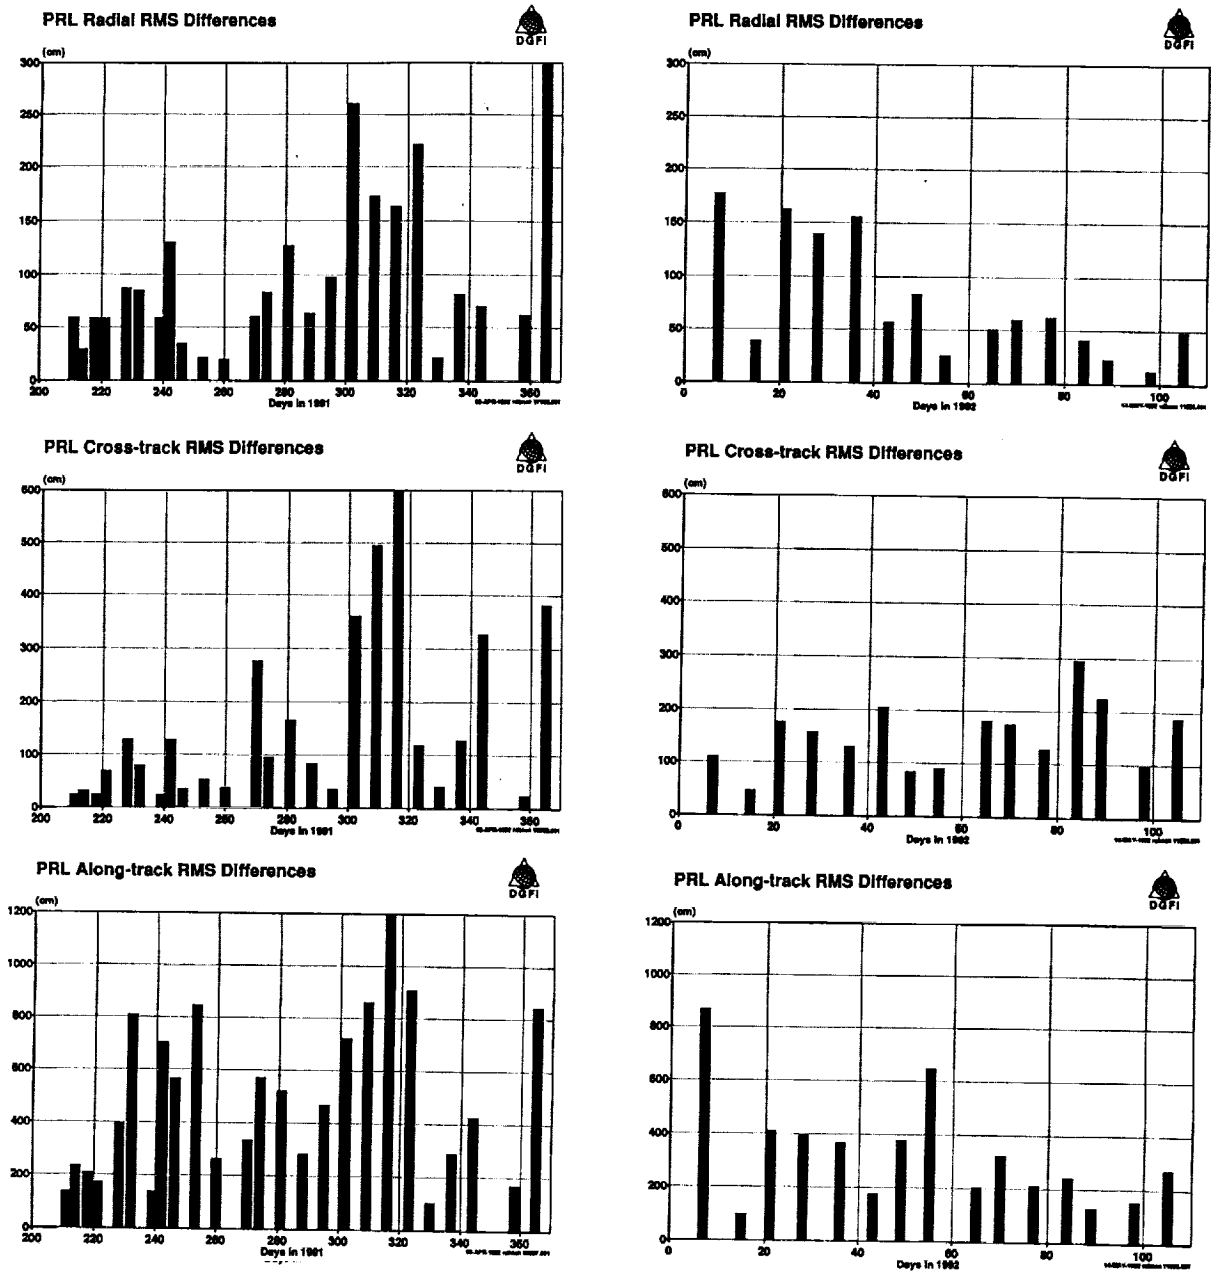 PRL Radial RMS Differences
DGFI
(cm)
300
250
200
150
100
50
0
200 220 240 260 280 300 320 340 360
Days in 1991
PRL Radial RMS Differences
DGFI
(cm)
300
250
200
150
100
50
0
0 20 40 60 80 100
Days in 1992
PRL Cross-track RMS Differences
DGFI
(cm)
600
500
400
300
200
100
0
200 220 240 260 280 300 320 340 360
Days in 1991
PRL Cross-track RMS Differences
DGFI
(cm)
600
500
400
300
200
100
0
0 20 40 60 80 100
Days in 1992
PRL Along-track RMS Differences
DGFI
(cm)
1200
1000
800
600
400
200
0
200 220 240 260 280 300 320 340 360
Days in 1991
PRL Along-track RMS Differences
DGFI
(cm)
1200
1000
800
600
400
200
0
0 20 40 60 80 100
Days in 1992